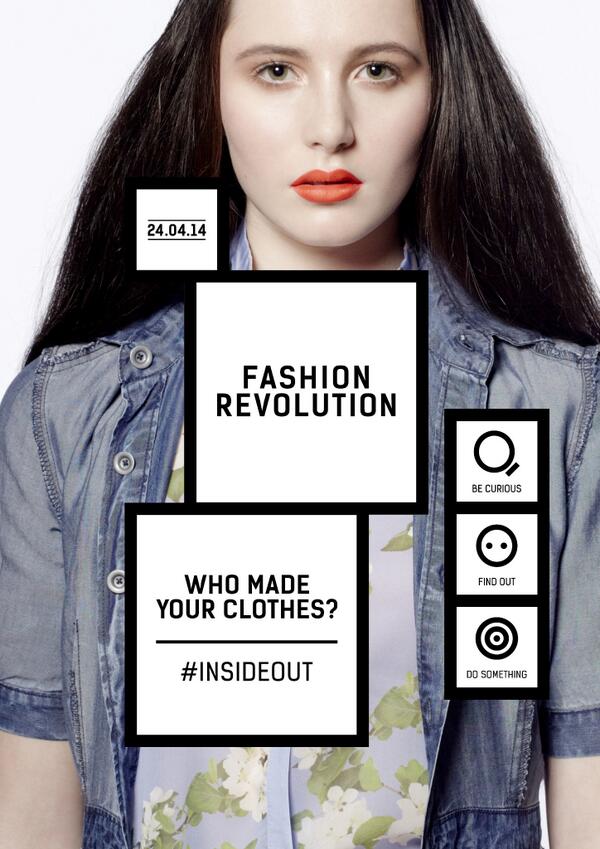 24.04.14
FASHION
REVOLUTION
BE CURIOUS
FIND OUT
DO SOMETHING
WHO MADE
YOUR CLOTHES?
#INSIDEOUT